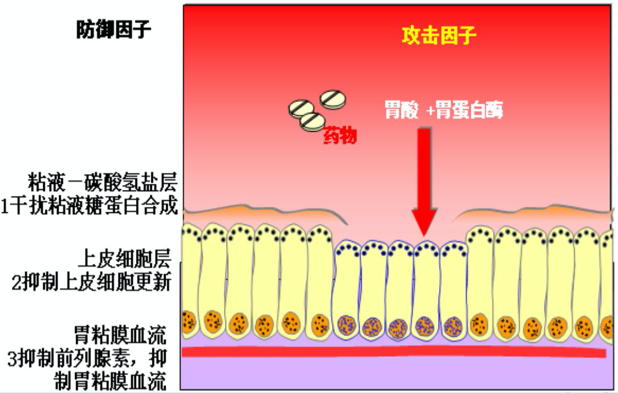 防御因子
攻击因子
胃酸 +胃蛋白酶
药物
粘液－碳酸氢盐层
1干扰粘液糖蛋白合成
上皮细胞层
2抑制上皮细胞更新
胃粘膜血流
3抑制前列腺素，抑
制胃粘膜血流